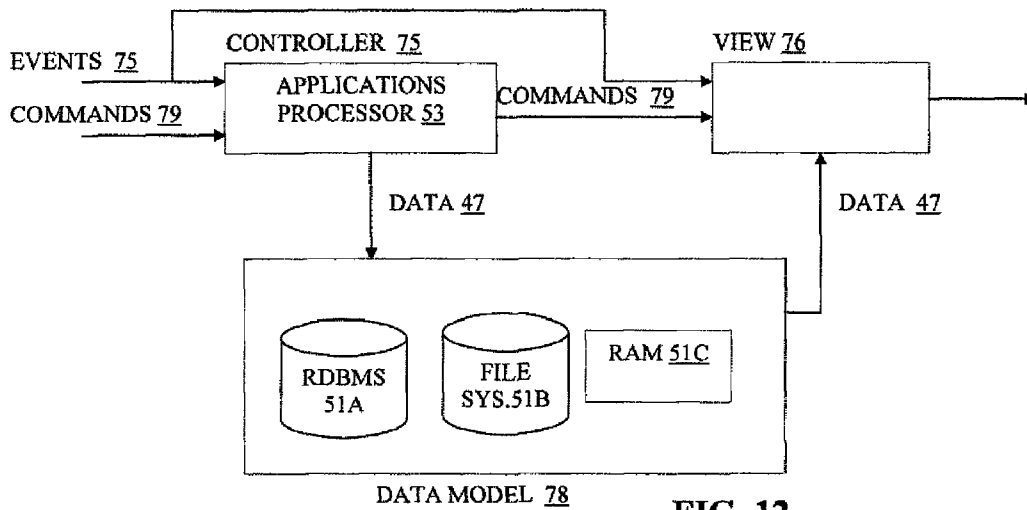 CONTROLLER 75
VIEW 76
EVENTS 75
APPLICATIONS
PROCESSOR 53
COMMANDS 79
COMMANDS 79
DATA 47
DATA 47
RDBMS
51A
FILE
SYS.51B
RAM 51C
DATA MODEL 78